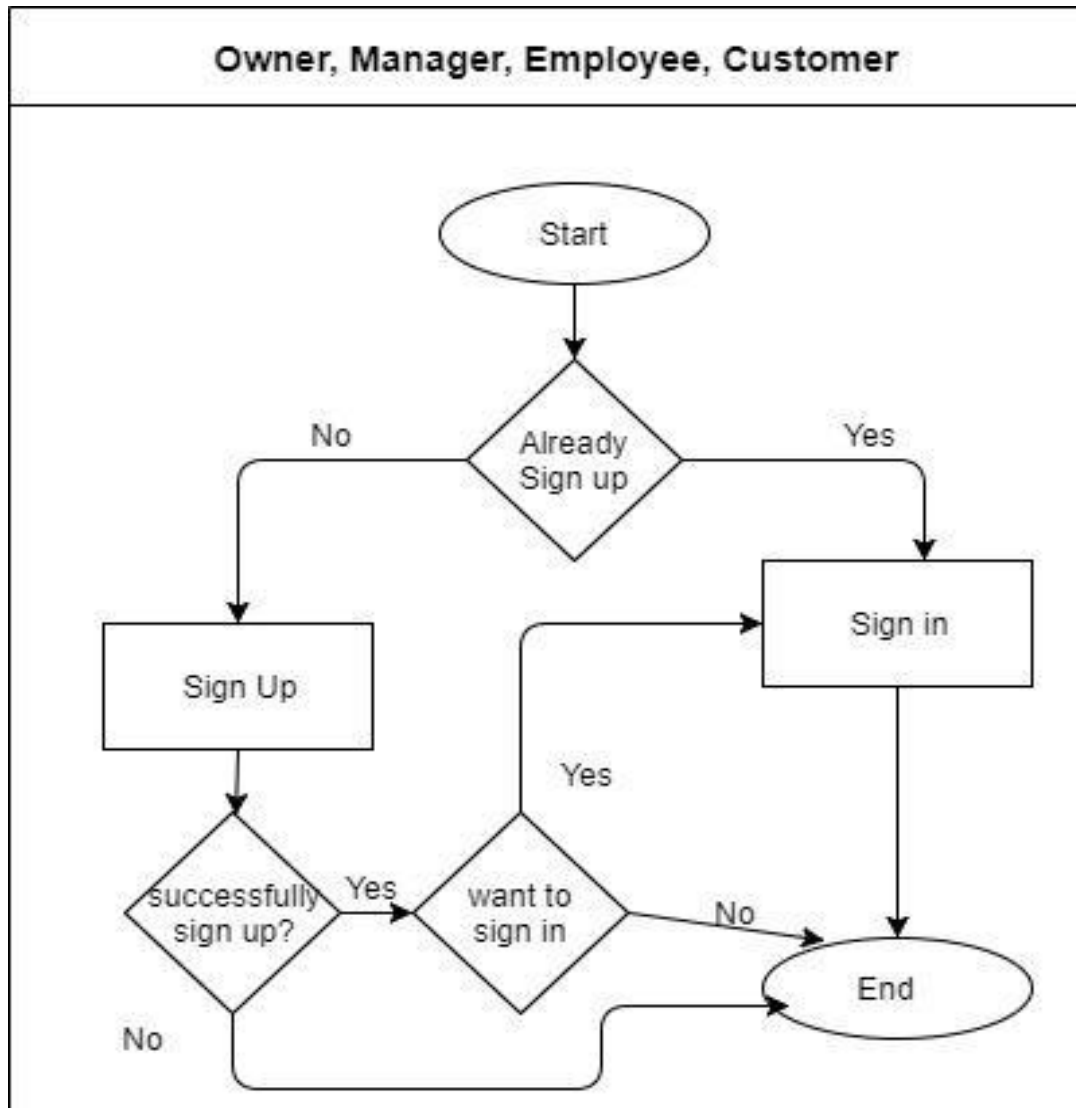 Owner, Manager, Employee, Customer
Start
Already
Sign up
No
Yes
Sign in
Sign Up
Yes
successfully
sign up?
Yes
want to
sign in
No
End
No